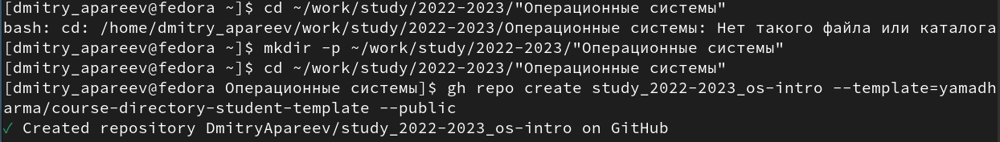 [dmitry_apareev@fedora ~]$ cd ~/work/study/2022-2023/"Операционные системы"
bash: cd: /home/dmitry_apareev/work/study/2022-2023/Операционные системы: Нет такого файла или каталога
[dmitry_apareev@fedora ~]$ mkdir -p ~/work/study/2022-2023/"Операционные системы"
[dmitry_apareev@fedora ~]$ cd ~/work/study/2022-2023/"Операционные системы"
[dmitry_apareev@fedora Операционные системы]$ gh repo create study_2022-2023_os-intro --template=yamadh
arma/course-directory-student-template --public
✓ Created repository DmitryApareev/study_2022-2023_os-intro on GitHub